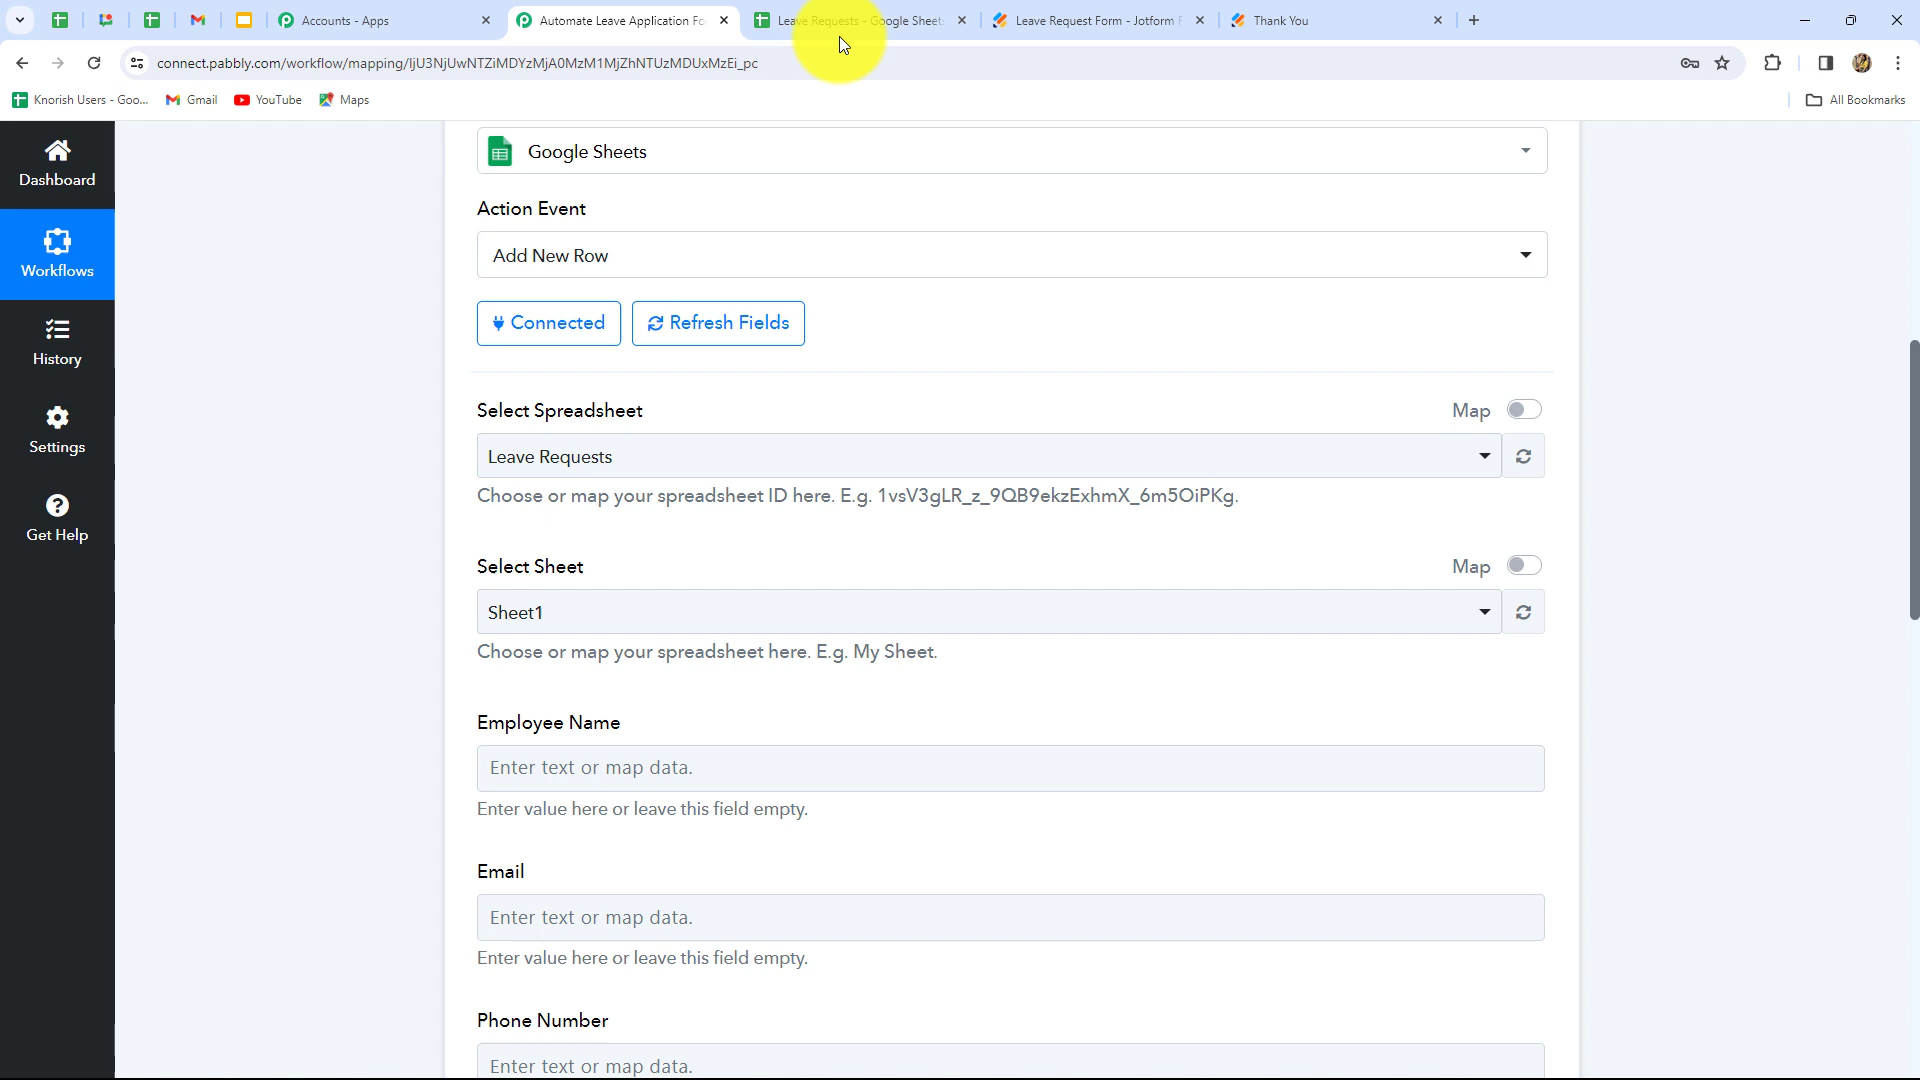 Accounts - Apps
Automate Leave Application Fo
Leave Requests - Google Sheets
Leave Request Form - Jotform F
Thank You
connect.pabbly.com/workflow/mapping/IjU3NjUwNTZiMDYzMjA0MzM1MjZhNTUzMDUxMzEi_pc
Knorish Users - Goo...
Gmail
YouTube
Maps
All Bookmarks
Dashboard
Workflows
History
Settings
Get Help
Google Sheets
Action Event
Add New Row
Connected
Refresh Fields
Select Spreadsheet
Map
Leave Requests
Choose or map your spreadsheet ID here. E.g. 1vsV3gLR_z_9QB9ekzExhmX_6m5OiPKg.
Select Sheet
Map
Sheet1
Choose or map your spreadsheet here. E.g. My Sheet.
Employee Name
Enter text or map data.
Enter value here or leave this field empty.
Email
Enter text or map data.
Enter value here or leave this field empty.
Phone Number
Enter text or map data.